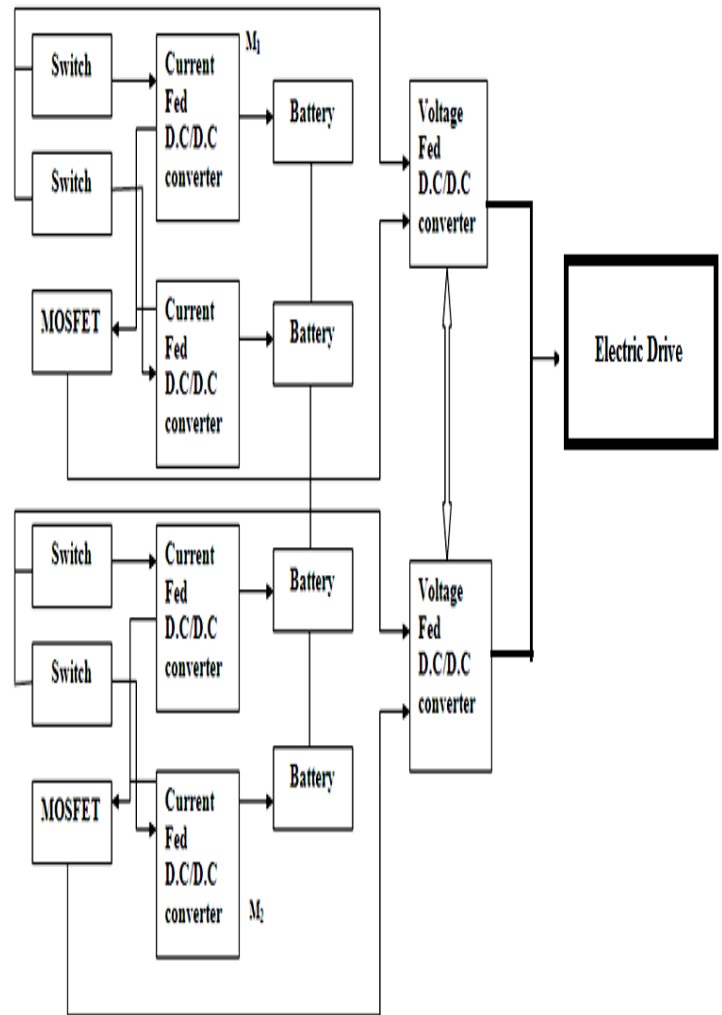 M1
Switch
Current
Fed
D.C/D.C
converter
Battery
Voltage
Fed
D.C/D.C
converter
Switch
MOSFET
Current
Fed
D.C/D.C
converter
Battery
Electric Drive
Switch
Current
Fed
D.C/D.C
converter
Battery
Voltage
Fed
D.C/D.C
converter
Switch
MOSFET
Current
Fed
D.C/D.C
converter
Battery
M2